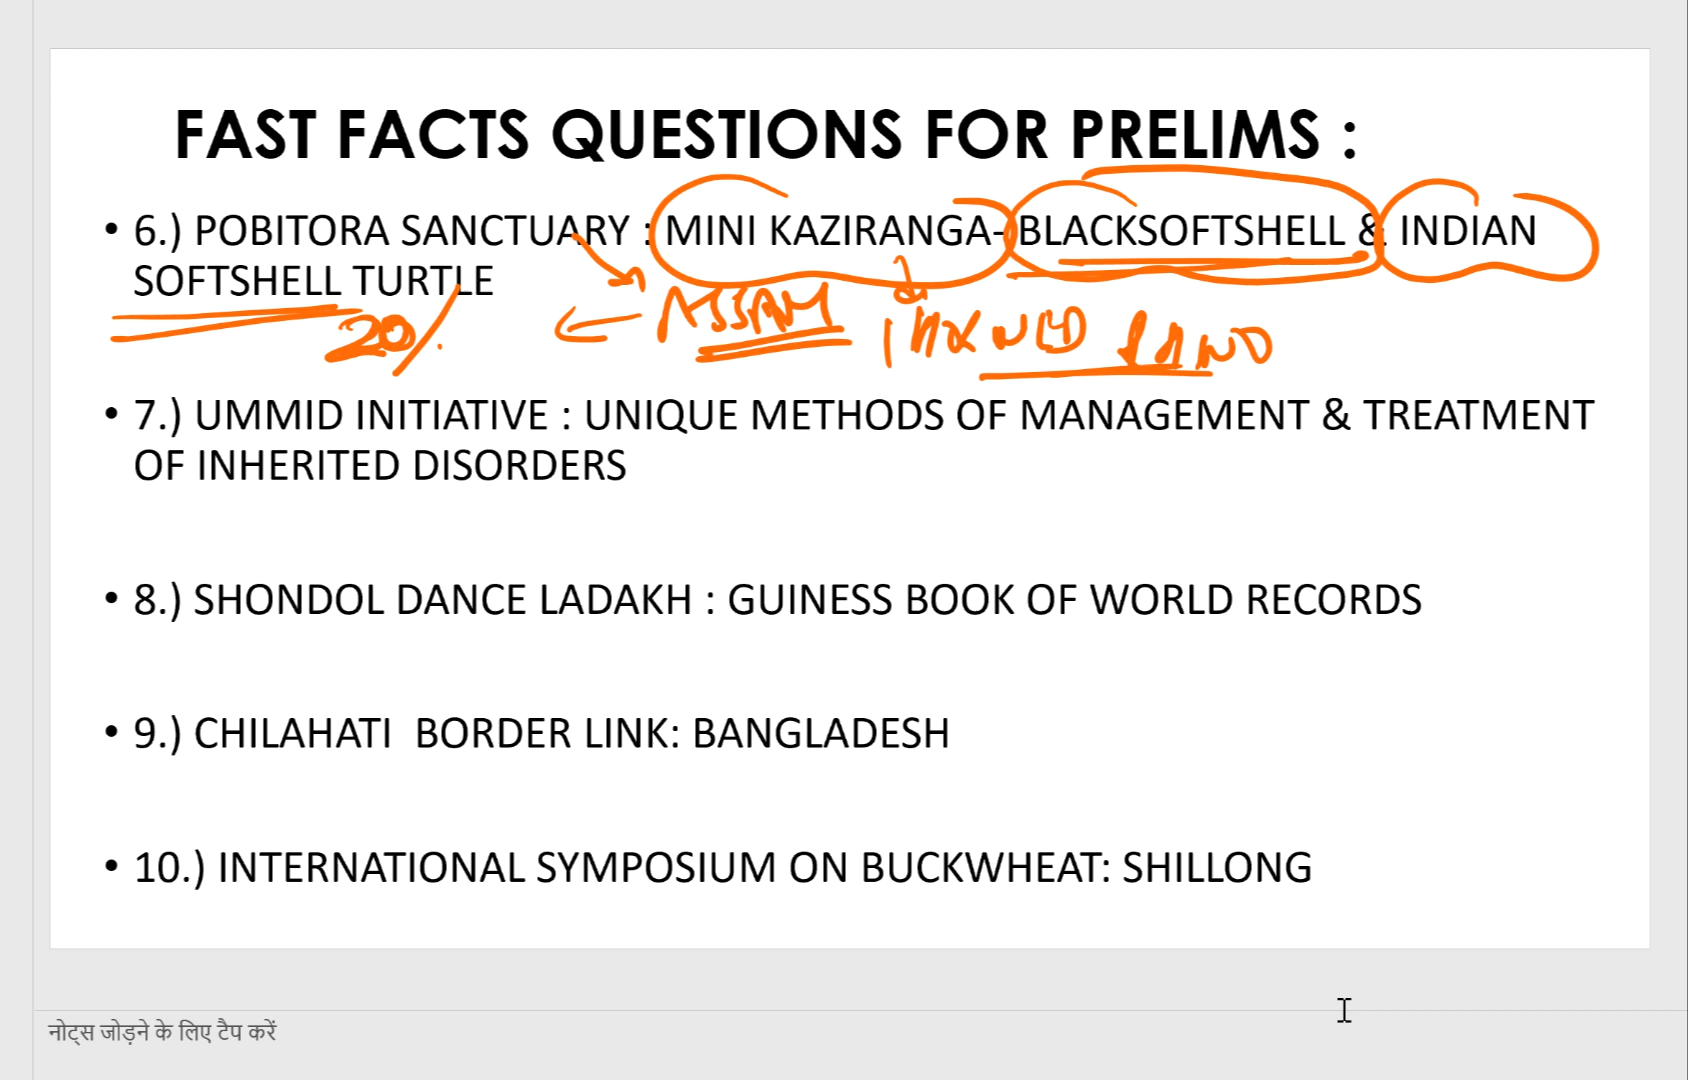 FAST FACTS QUESTIONS FOR PRELIMS :
• 6.) POBITORA SANCTUARY : MINI KAZIRANGA- BLACKSOFTSHELL & INDIAN
SOFTSHELL TURTLE
20%
ASSAM
LAND
• 7.) UMMID INITIATIVE : UNIQUE METHODS OF MANAGEMENT & TREATMENT
OF INHERITED DISORDERS
• 8.) SHONDOL DANCE LADAKH : GUINESS BOOK OF WORLD RECORDS
• 9.) CHILAHATI BORDER LINK: BANGLADESH
• 10.) INTERNATIONAL SYMPOSIUM ON BUCKWHEAT: SHILLONG
नोट्स जोड़ने के लिए टैप करें